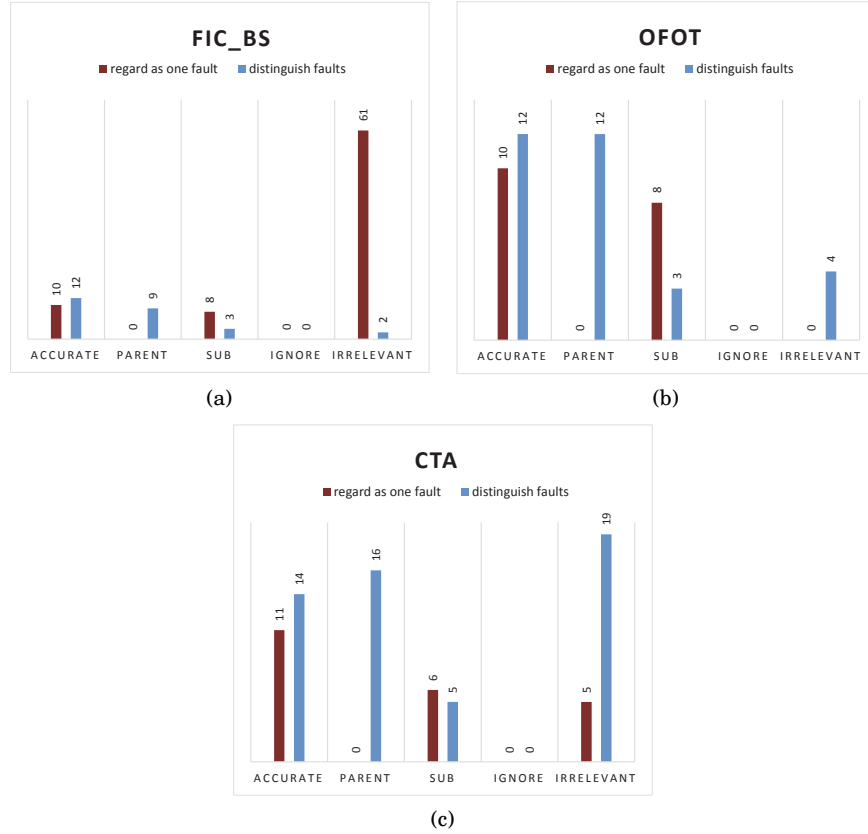 FIC_BS
regard as one fault distinguish faults
10 12 0 9 8 3 0 0 61 2
ACCURATE PARENT SUB IGNORE IRRELEVANT
(a)
OFOT
regard as one fault distinguish faults
10 12 0 12 8 3 0 0 0 4
ACCURATE PARENT SUB IGNORE IRRELEVANT
(b)
CTA
regard as one fault distinguish faults
11 14 0 16 6 5 0 0 5 19
ACCURATE PARENT SUB IGNORE IRRELEVANT
(c)